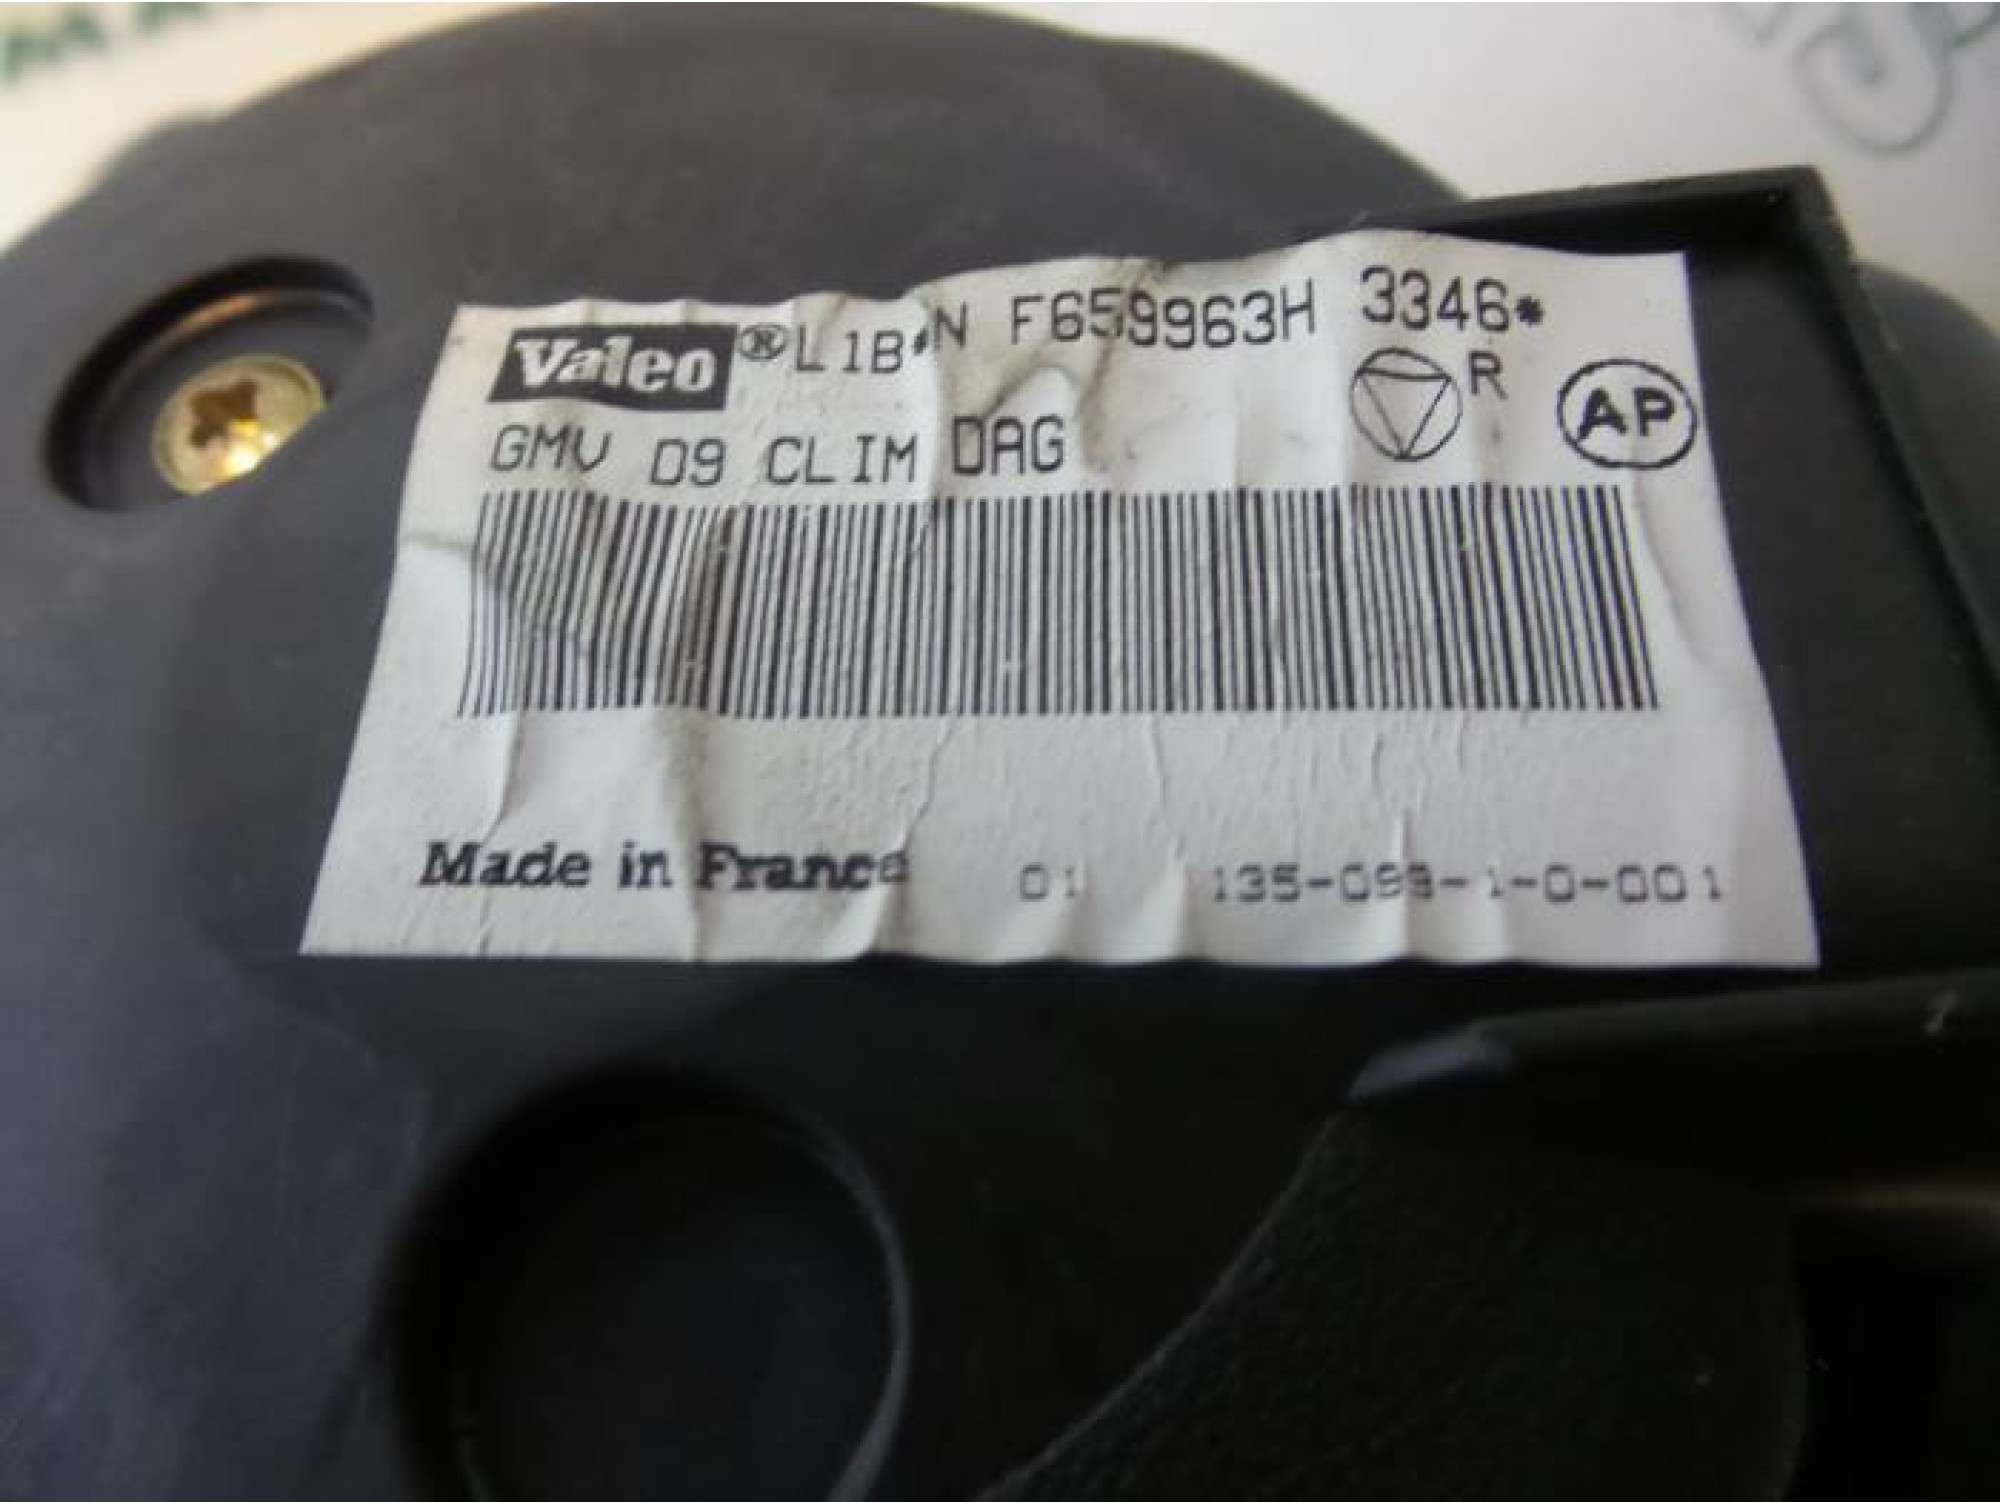 Valeo® L1B*N F659963H 3346*
R AP
GMV D9 CLIM DAG
Made in France 01 135-099-1-0-001